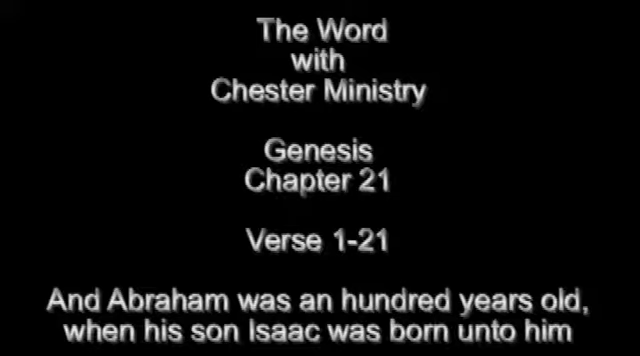 The Word
with
Chester Ministry
Genesis
Chapter 21
Verse 1-21
And Abraham was an hundred years old,
when his son Isaac was born unto him